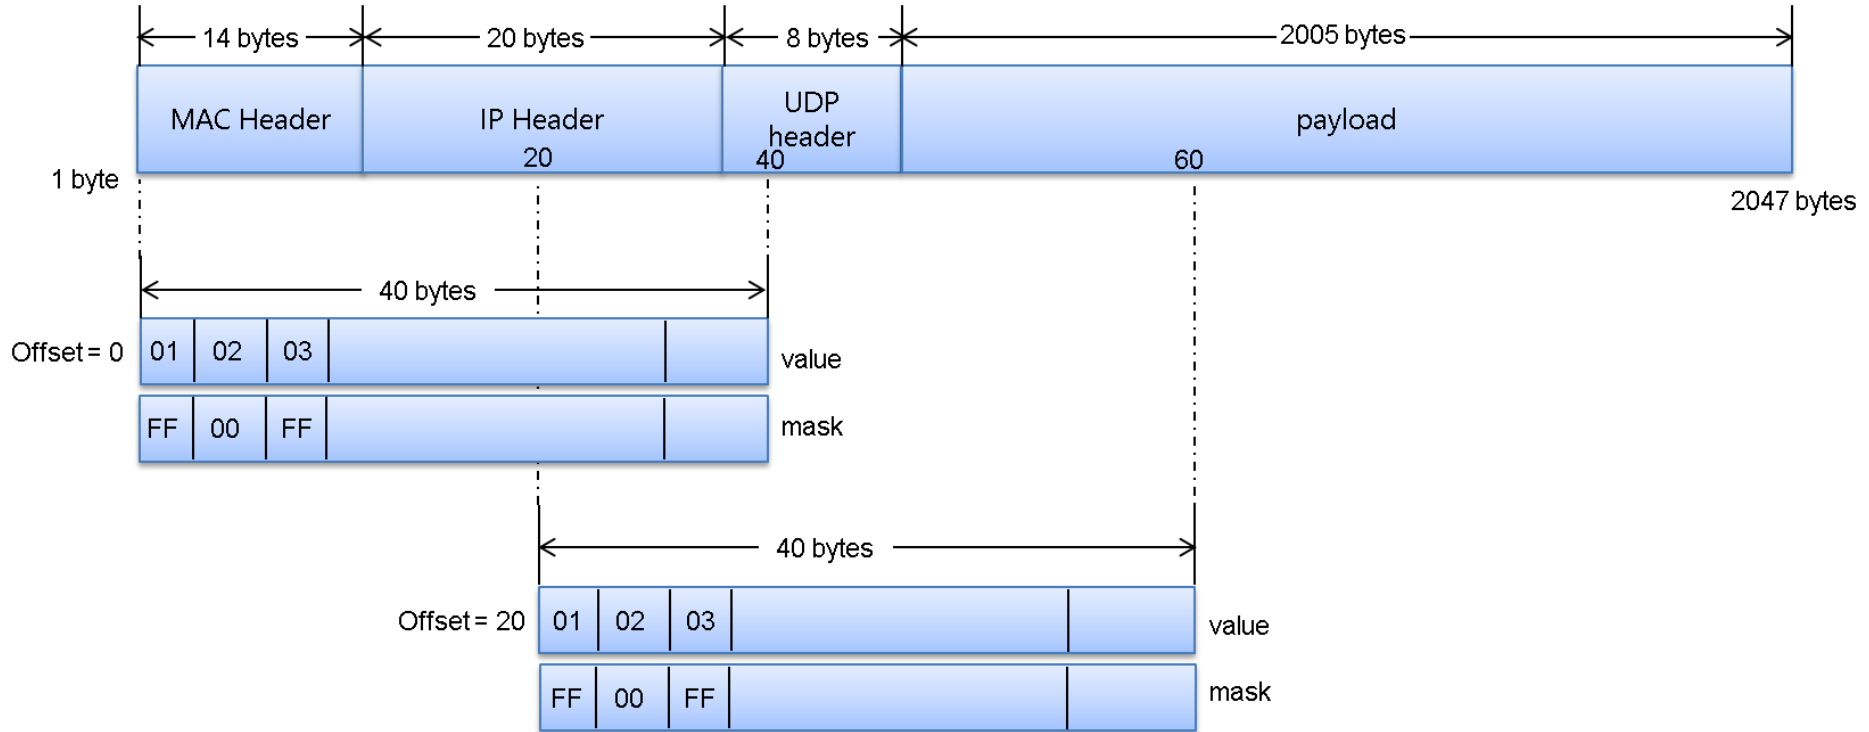 14 bytes 20 bytes 8 bytes 2005 bytes
MAC Header IP Header UDP header payload
20 40 60
1 byte
2047 bytes
40 bytes
Offset = 0 01 02 03 value
FF 00 FF mask
40 bytes
Offset = 20 01 02 03 value
FF 00 FF mask